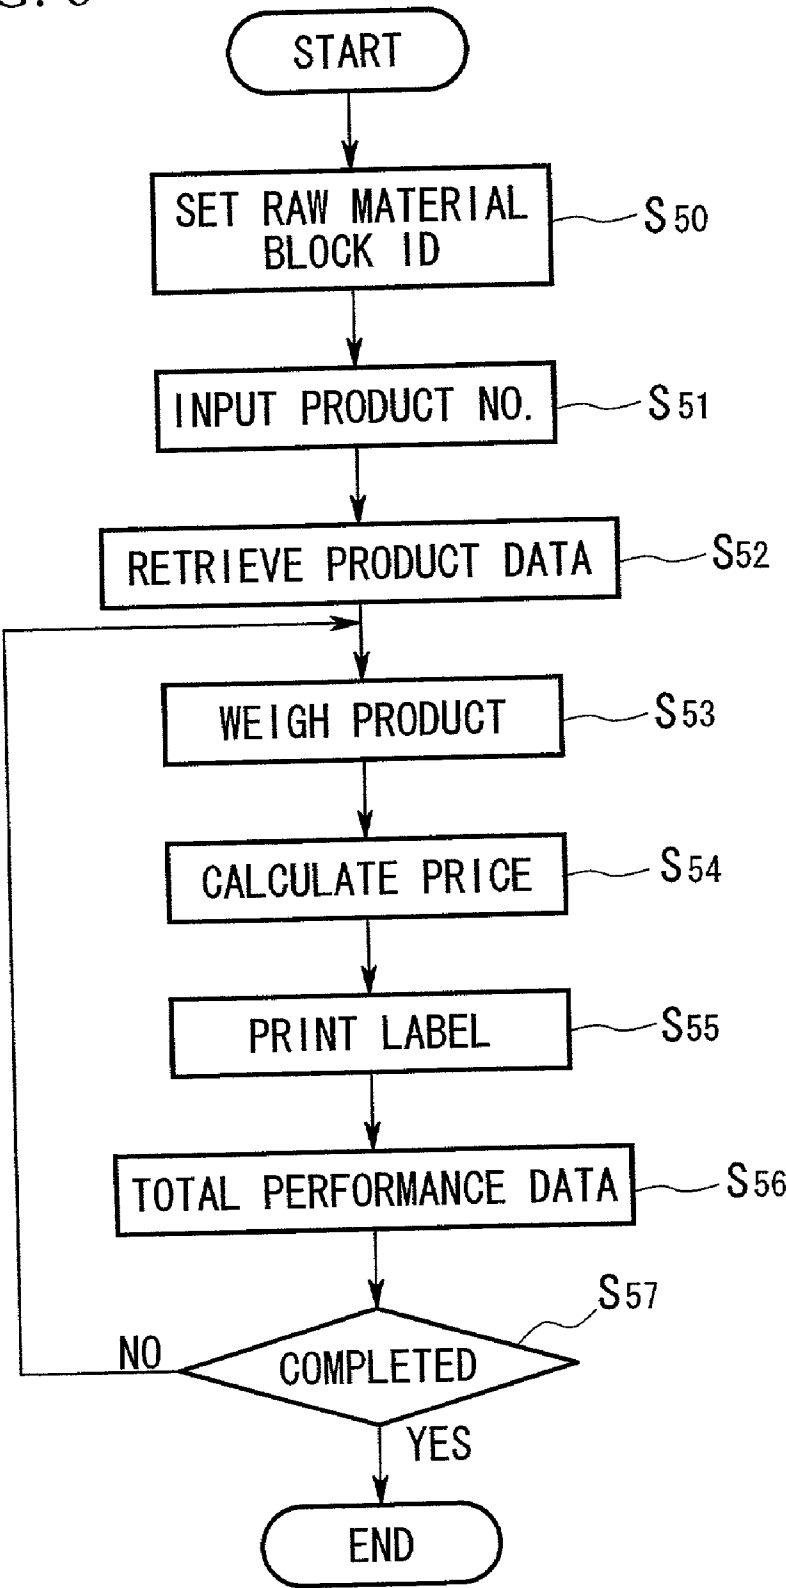 START
SET RAW MATERIAL
BLOCK ID
S50
INPUT PRODUCT NO.
S51
RETRIEVE PRODUCT DATA
S52
WEIGH PRODUCT
S53
CALCULATE PRICE
S54
PRINT LABEL
S55
TOTAL PERFORMANCE DATA
S56
S57
NO
COMPLETED
YES
END